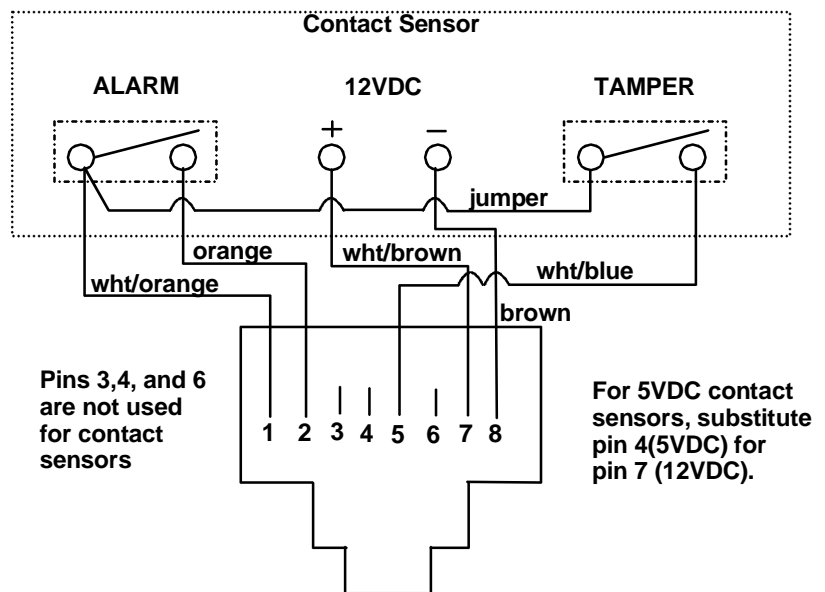 Contact Sensor
ALARM
12VDC
TAMPER
+
–
jumper
orange
wht/brown
wht/blue
wht/orange
brown
Pins 3,4, and 6
are not used
for contact
sensors
1 2 3 4 5 6 7 8
For 5VDC contact
sensors, substitute
pin 4(5VDC) for
pin 7 (12VDC).